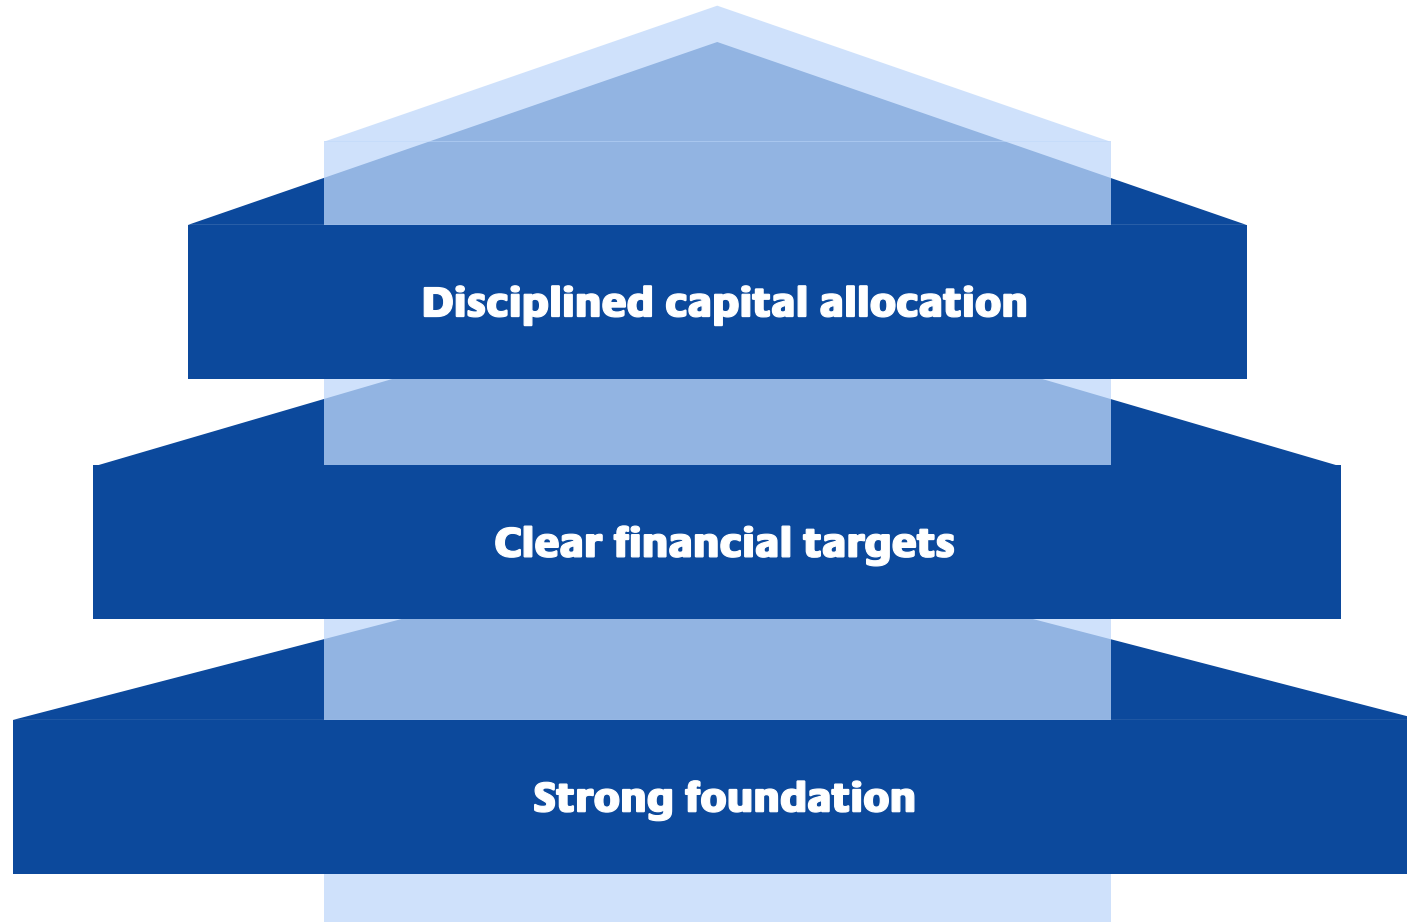 Disciplined capital allocation
Clear financial targets
Strong foundation